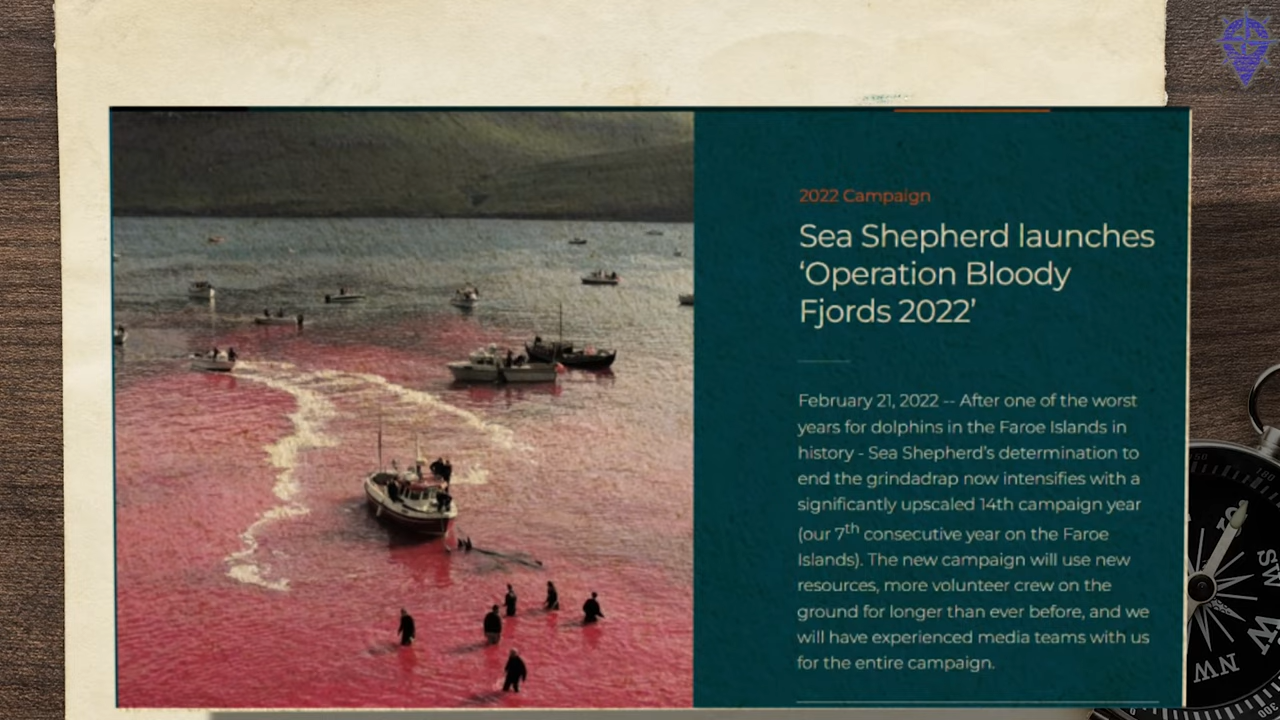 2022 Campaign
Sea Shepherd launches
‘Operation Bloody
Fjords 2022’
February 21, 2022 -- After one of the worst
years for dolphins in the Faroe Islands in
history - Sea Shepherd’s determination to
end the grindadrap now intensifies with a
significantly upscaled 14th campaign year
(our 7th consecutive year on the Faroe
Islands). The new campaign will use new
resources, more volunteer crew on the
ground for longer than ever before, and we
will have experienced media teams with us
for the entire campaign.
SW
W
NW